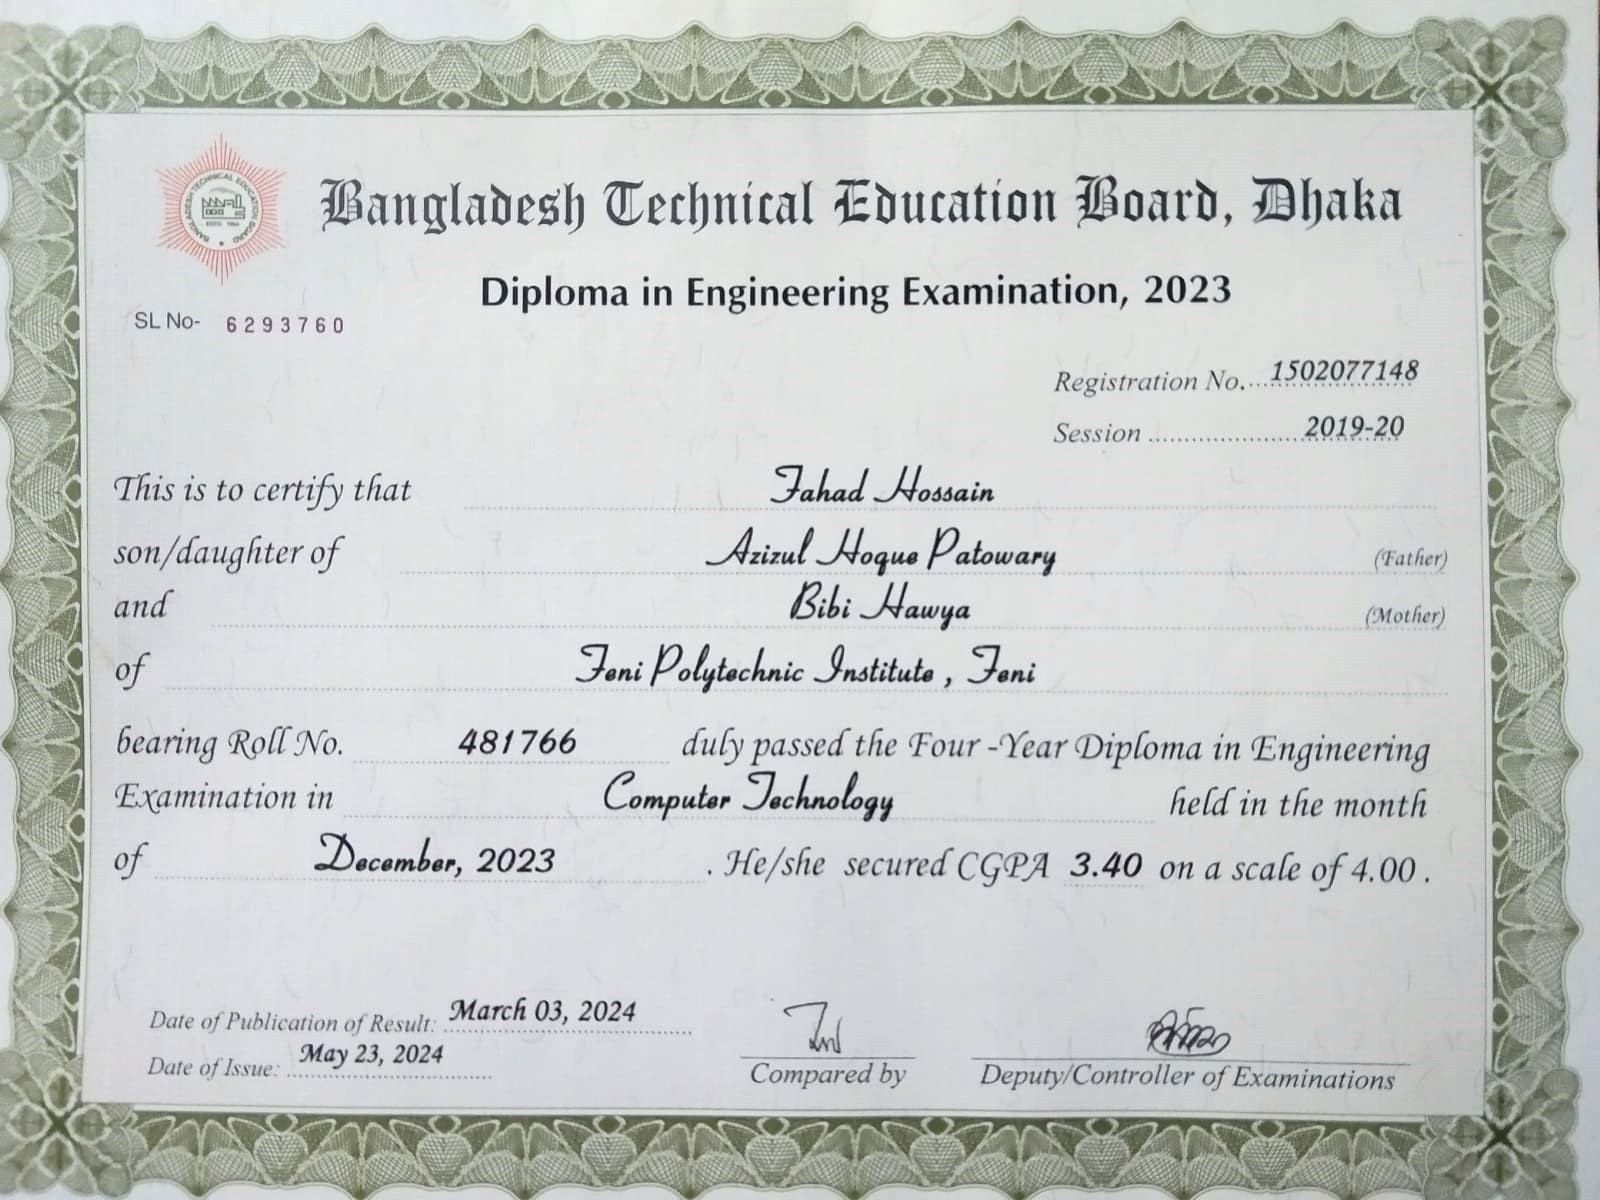 Bangladesh Technical Education Board, Dhaka
BANGLADESH TECHNICAL EDUCATION BOARD
ESTD 1954
Diploma in Engineering Examination, 2023
SL No- 6293760
Registration No. 1502077148
Session 2019-20
This is to certify that Fahad Hossain
son/daughter of Azizul Hoque Patowary (Father)
and Bibi Hawya (Mother)
of Feni Polytechnic Institute , Feni
bearing Roll No. 481766 duly passed the Four -Year Diploma in Engineering
Examination in Computer Technology held in the month
of December, 2023 . He/she secured CGPA 3.40 on a scale of 4.00 .
Date of Publication of Result: March 03, 2024
Date of Issue: May 23, 2024
Compared by
Deputy/Controller of Examinations